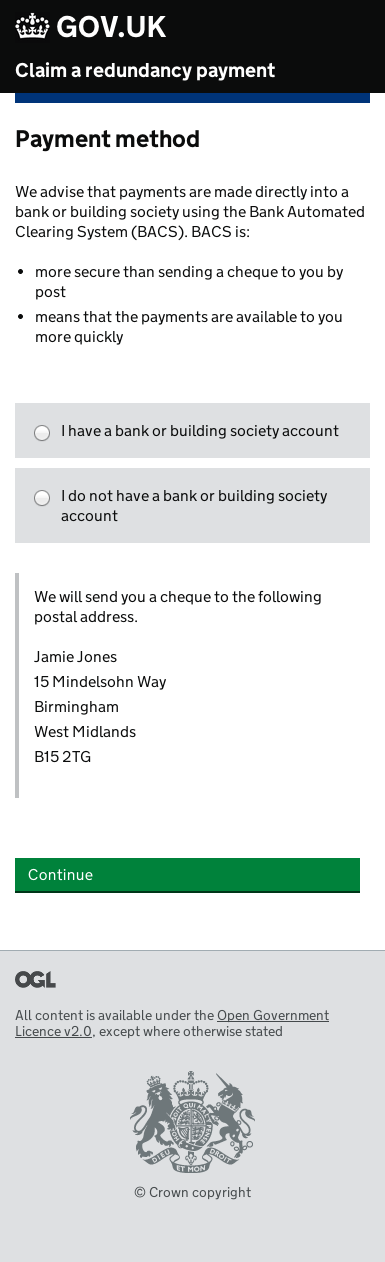 GOV.UK
Claim a redundancy payment
Payment method
We advise that payments are made directly into a
bank or building society using the Bank Automated
Clearing System (BACS). BACS is:
• more secure than sending a cheque to you by
post
• means that the payments are available to you
more quickly
I have a bank or building society account
I do not have a bank or building society
account
We will send you a cheque to the following
postal address.
Jamie Jones
15 Mindelsohn Way
Birmingham
West Midlands
B15 2TG
Continue
OGL
All content is available under the Open Government
Licence v2.0, except where otherwise stated
DIEU ET MON DROIT
© Crown copyright